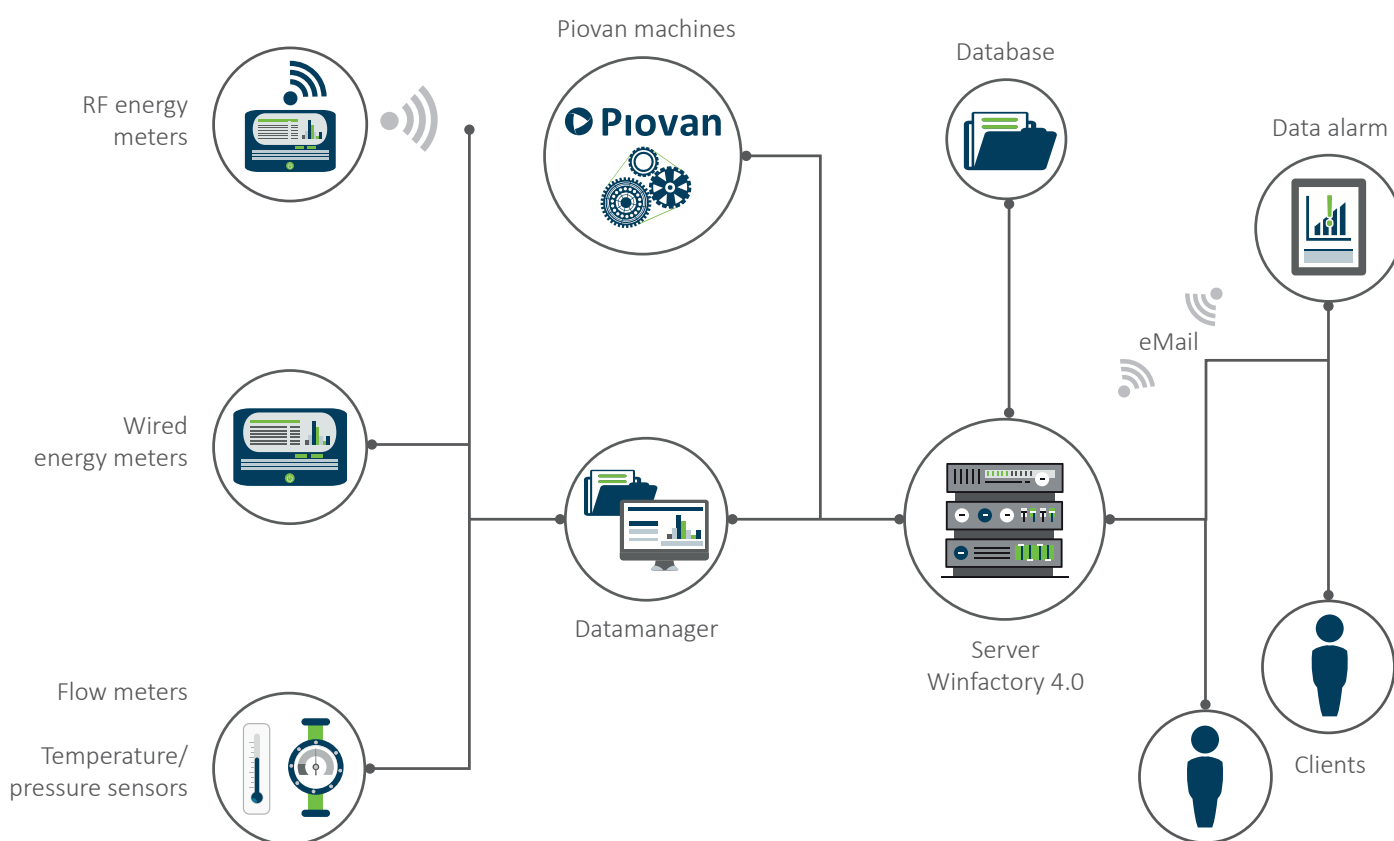 Piovan machines
Database
RF energy
meters
Piovan
Data alarm
eMail
Wired
energy meters
Datamanager
Server
Winfactory 4.0
Flow meters
Temperature/
pressure sensors
Clients